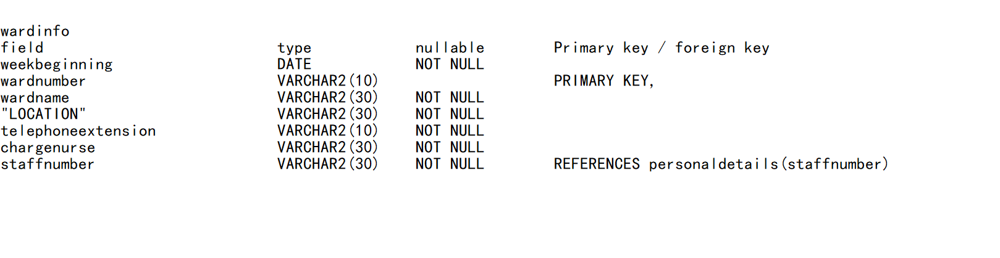 wardinfo
field type nullable Primary key / foreign key
weekbeginning DATE NOT NULL
wardnumber VARCHAR2(10) PRIMARY KEY,
wardname VARCHAR2(30) NOT NULL
"LOCATION" VARCHAR2(30) NOT NULL
telephoneextension VARCHAR2(10) NOT NULL
chargenurse VARCHAR2(30) NOT NULL
staffnumber VARCHAR2(30) NOT NULL REFERENCES personaldetails(staffnumber)